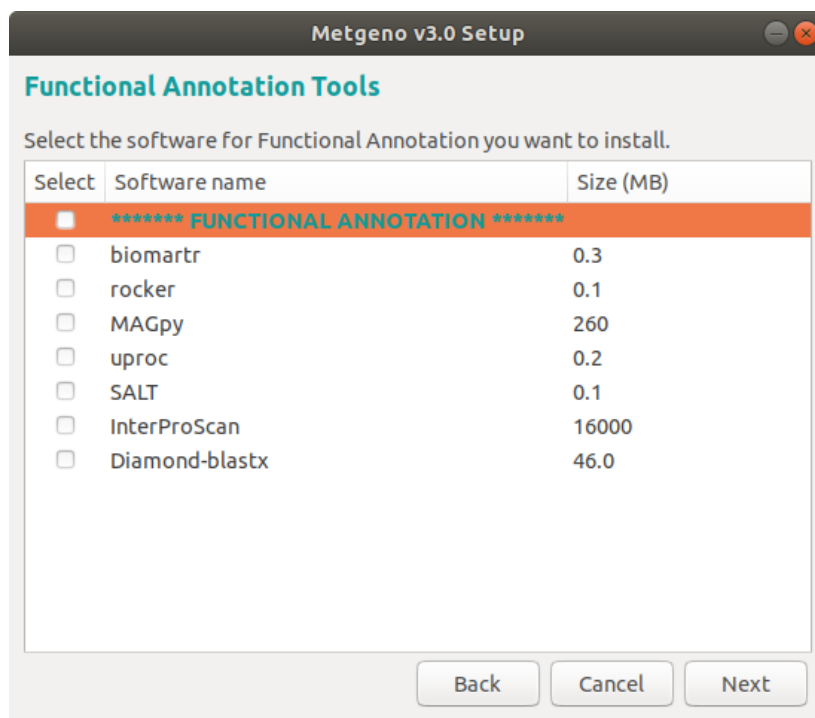 Metgeno v3.0 Setup
Functional Annotation Tools
Select the software for Functional Annotation you want to install.
Select Software name Size (MB)
******* FUNCTIONAL ANNOTATION *******
biomartr 0.3
rocker 0.1
MAGpy 260
uproc 0.2
SALT 0.1
InterProScan 16000
Diamond-blastx 46.0
Back Cancel Next